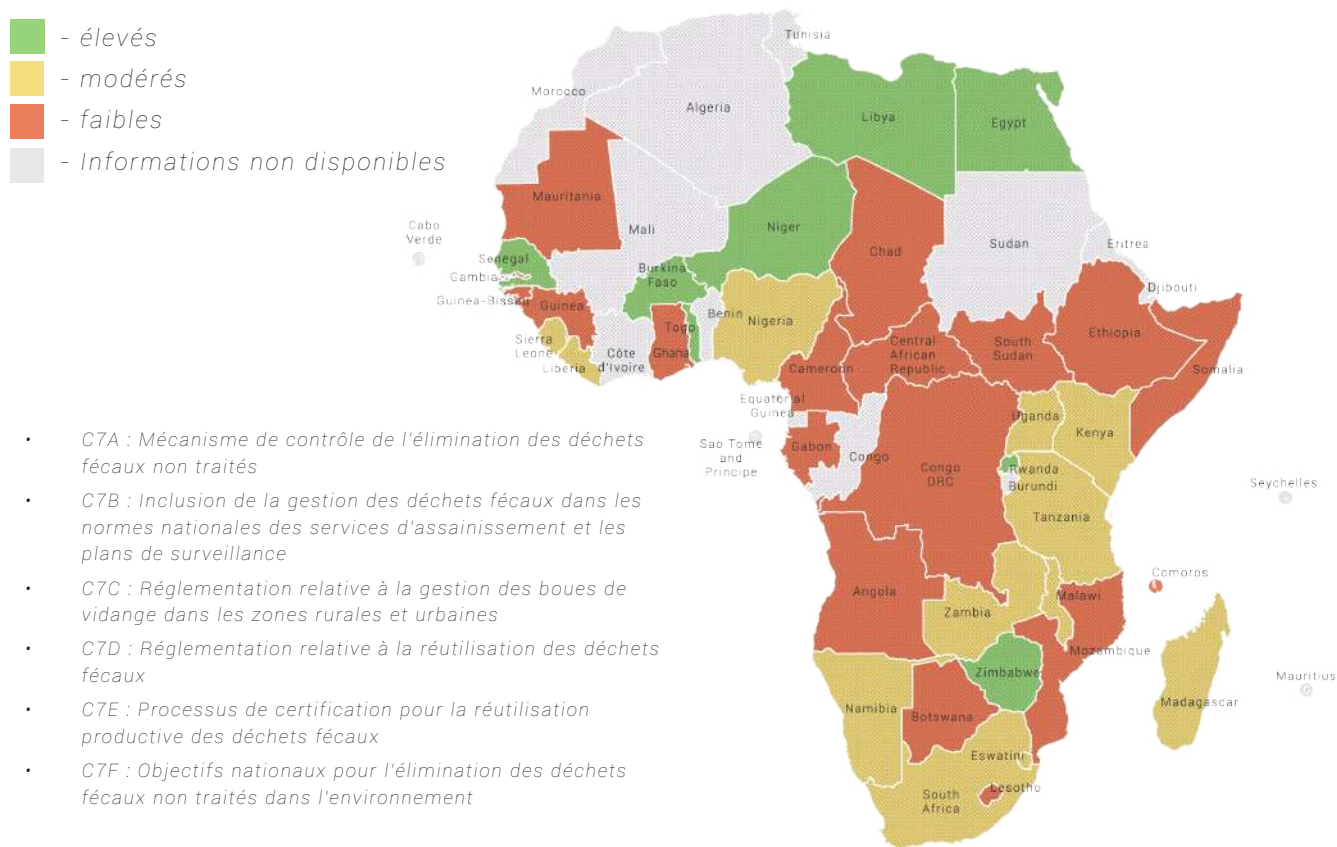 - élevés
- modérés
- faibles
- Informations non disponibles
• C7A : Mécanisme de contrôle de l'élimination des déchets
fécaux non traités
• C7B : Inclusion de la gestion des déchets fécaux dans les
normes nationales des services d'assainissement et les
plans de surveillance
• C7C : Réglementation relative à la gestion des boues de
vidange dans les zones rurales et urbaines
• C7D : Réglementation relative à la réutilisation des déchets
fécaux
• C7E : Processus de certification pour la réutilisation
productive des déchets fécaux
• C7F : Objectifs nationaux pour l'élimination des déchets
fécaux non traités dans l'environnement
Tunisia
Morocco
Algeria
Libya
Egypt
Mauritania
Mali
Niger
Chad
Sudan
Eritrea
Cabo
Verde
Senegal
Cambia
Guinea-Bissau
Guinea
Burkina
Faso
Djibouti
Sierra
Leone
Liberia
Côte
d'Ivoire
Ghana
Togo
Benin
Nigeria
Cameroon
Central
African
Republic
South
Sudan
Ethiopia
Somalia
Equatorial
Guinea
Sao Tome
and
Principe
Gabon
Congo
Congo
DRC
Uganda
Kenya
Rwanda
Burundi
Tanzania
Seychelles
Comoros
Angola
Zambia
Malawi
Mozambique
Zimbabwe
Madagascar
Mauritius
Namibia
Botswana
Eswatini
Lesotho
South
Africa